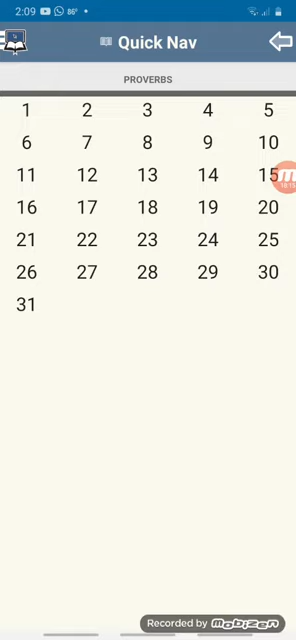 2:09 86°
Quick Nav
PROVERBS
1 2 3 4 5
6 7 8 9 10
11 12 13 14 15
18:15
16 17 18 19 20
21 22 23 24 25
26 27 28 29 30
31
Recorded by mobizen